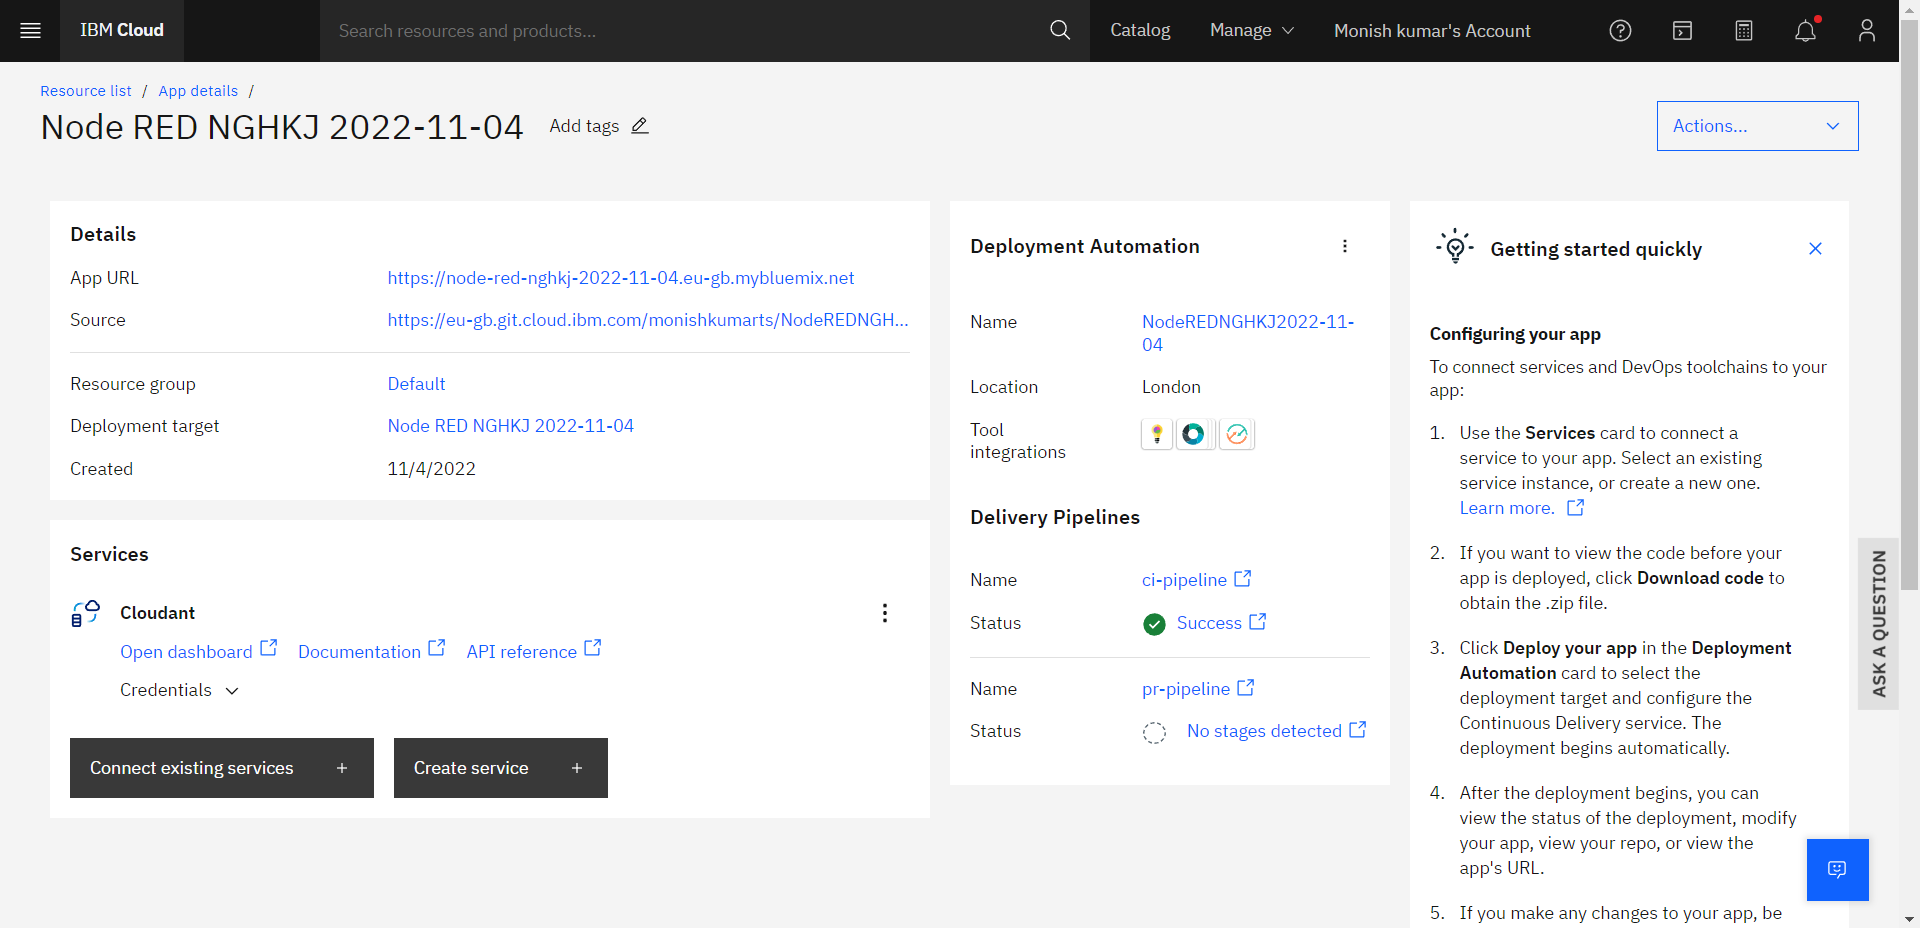 IBM Cloud
Search resources and products...
Catalog
Manage
Monish kumar's Account
Resource list / App details /
Node RED NGHKJ 2022-11-04
Add tags
Actions...
Details
App URL
https://node-red-nghkj-2022-11-04.eu-gb.mybluemix.net
Source
https://eu-gb.git.cloud.ibm.com/monishkumarts/NodeREDNGH...
Resource group
Default
Deployment target
Node RED NGHKJ 2022-11-04
Created
11/4/2022
Services
Cloudant
Open dashboard
Documentation
API reference
Credentials
Connect existing services +
Create service +
Deployment Automation
Name
NodeREDNGHKJ2022-11-
04
Location
London
Tool
integrations
Delivery Pipelines
Name
ci-pipeline
Status
Success
Name
pr-pipeline
Status
No stages detected
Getting started quickly
Configuring your app
To connect services and DevOps toolchains to your
app:
1. Use the Services card to connect a
service to your app. Select an existing
service instance, or create a new one.
Learn more.
2. If you want to view the code before your
app is deployed, click Download code to
obtain the .zip file.
3. Click Deploy your app in the Deployment
Automation card to select the
deployment target and configure the
Continuous Delivery service. The
deployment begins automatically.
4. After the deployment begins, you can
view the status of the deployment, modify
your app, view your repo, or view the
app's URL.
5. If you make any changes to your app, be
ASK A QUESTION